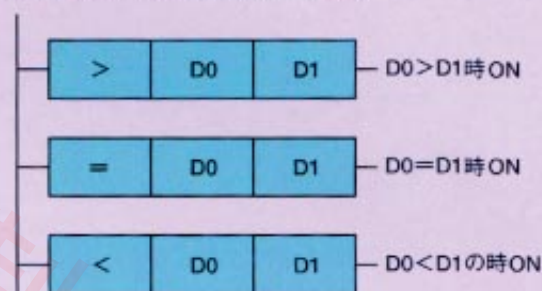 > D0 D1 D0>D1時ON
= D0 D1 D0=D1時ON
< D0 D1 D0<D1の時ON